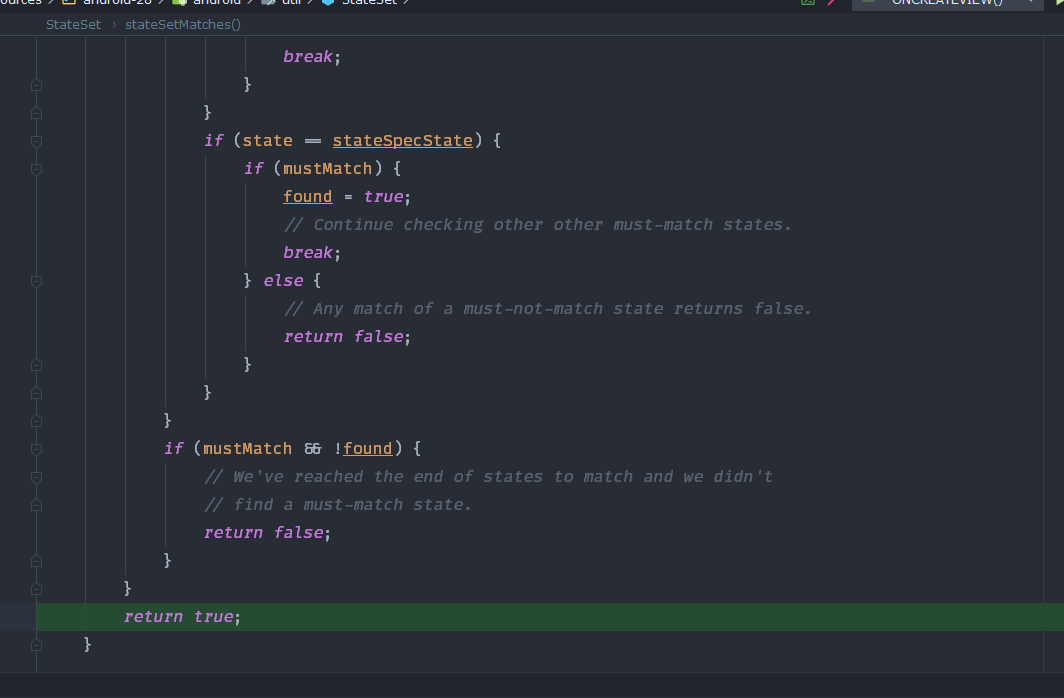 ources > android-28 > android > util > StateSet >
ONCREATEVIEW()
StateSet > stateSetMatches()
break;
}
}
if (state == stateSpecState) {
if (mustMatch) {
found = true;
// Continue checking other other must-match states.
break;
} else {
// Any match of a must-not-match state returns false.
return false;
}
}
}
if (mustMatch && !found) {
// We've reached the end of states to match and we didn't
// find a must-match state.
return false;
}
}
return true;
}